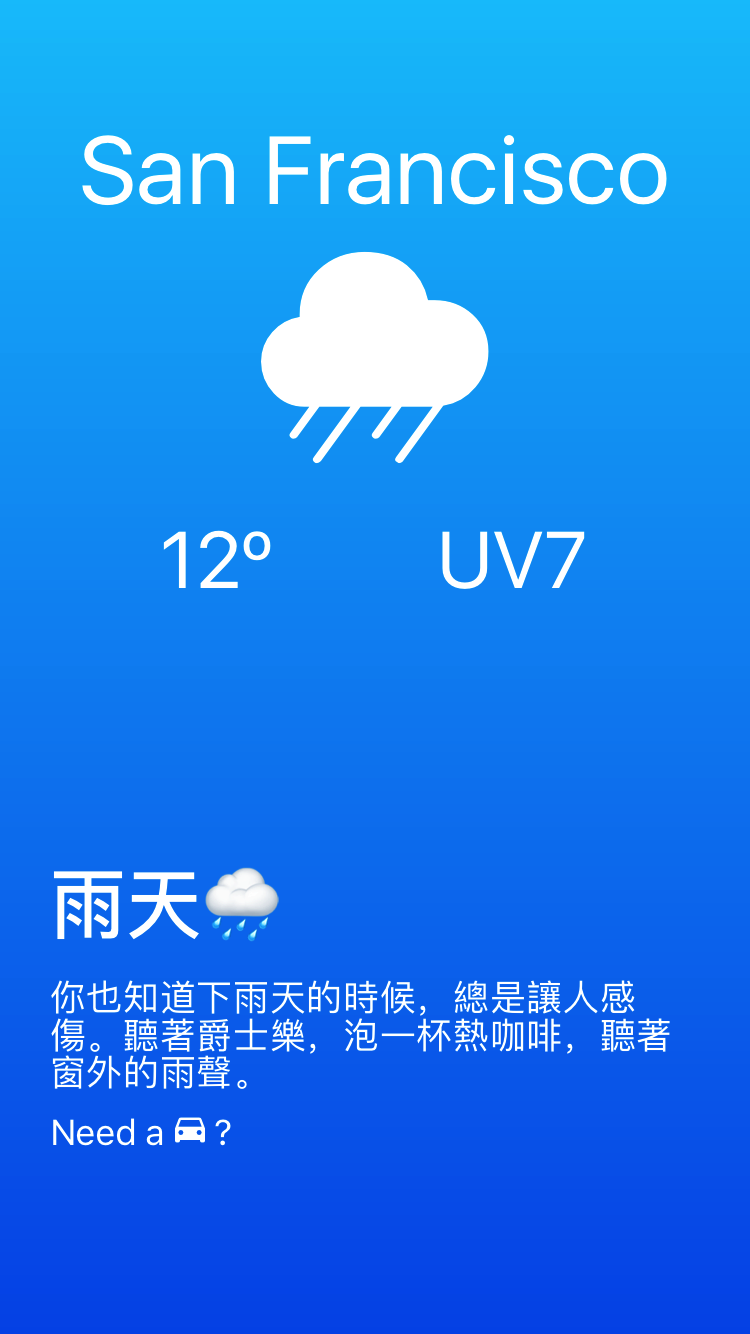 San Francisco
12º UV7
雨天🌧
你也知道下雨天的時候，總是讓人感
傷。聽著爵士樂，泡一杯熱咖啡，聽著
窗外的雨聲。
Need a 🚘 ?